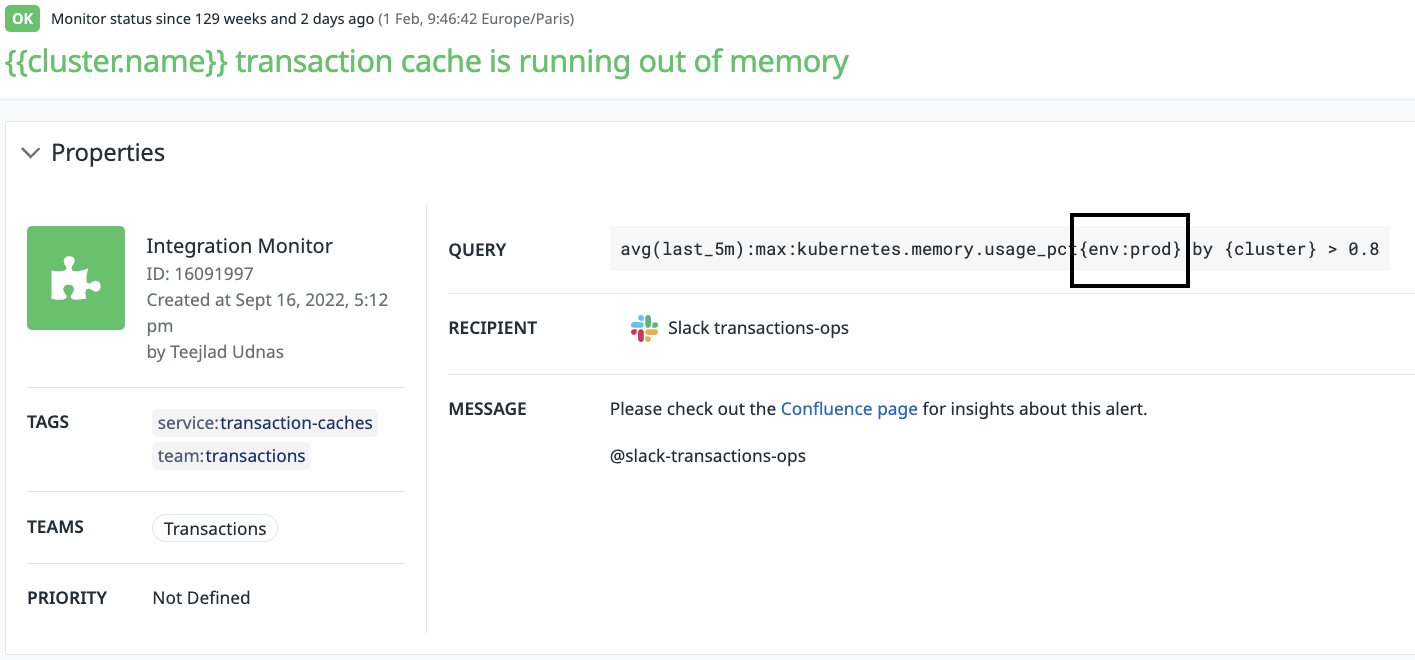 OK Monitor status since 129 weeks and 2 days ago (1 Feb, 9:46:42 Europe/Paris)
{{cluster.name}} transaction cache is running out of memory
Properties
Integration Monitor
ID: 16091997
Created at Sept 16, 2022, 5:12
pm
by Teejlad Udnas
TAGS
service:transaction-caches
team:transactions
TEAMS
Transactions
PRIORITY
Not Defined
QUERY
avg(last_5m):max:kubernetes.memory.usage_pct{env:prod} by {cluster} > 0.8
RECIPIENT
Slack transactions-ops
MESSAGE
Please check out the Confluence page for insights about this alert.
@slack-transactions-ops